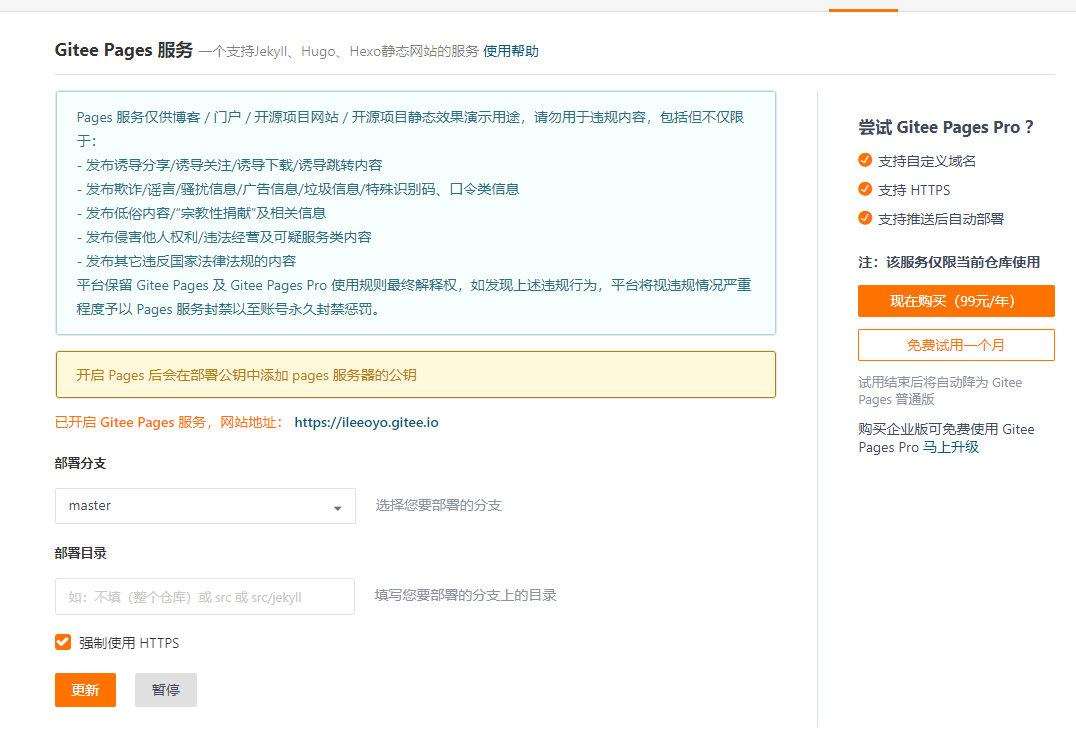 Gitee Pages 服务 一个支持Jekyll、Hugo、Hexo静态网站的服务 使用帮助
Pages 服务仅供博客 / 门户 / 开源项目网站 / 开源项目静态效果演示用途，请勿用于违规内容，包括但不仅限
于：
- 发布诱导分享/诱导关注/诱导下载/诱导跳转内容
- 发布欺诈/谣言/骚扰信息/广告信息/垃圾信息/特殊识别码、口令类信息
- 发布低俗内容/“宗教性捐献”及相关信息
- 发布侵害他人权利/违法经营及可疑服务类内容
- 发布其它违反国家法律法规的内容
平台保留 Gitee Pages 及 Gitee Pages Pro 使用规则最终解释权，如发现上述违规行为，平台将视违规情况严重
程度予以 Pages 服务封禁以至账号永久封禁惩罚。
开启 Pages 后会在部署公钥中添加 pages 服务器的公钥
已开启 Gitee Pages 服务，网站地址： https://ileeoyo.gitee.io
部署分支
master 选择您要部署的分支
部署目录
如：不填（整个仓库）或 src 或 src/jekyll 填写您要部署的分支上的目录
强制使用 HTTPS
更新 暂停
尝试 Gitee Pages Pro ？
支持自定义域名
支持 HTTPS
支持推送后自动部署
注：该服务仅限当前仓库使用
现在购买（99元/年）
免费试用一个月
试用结束后将自动降为 Gitee
Pages 普通版
购买企业版可免费使用 Gitee
Pages Pro 马上升级